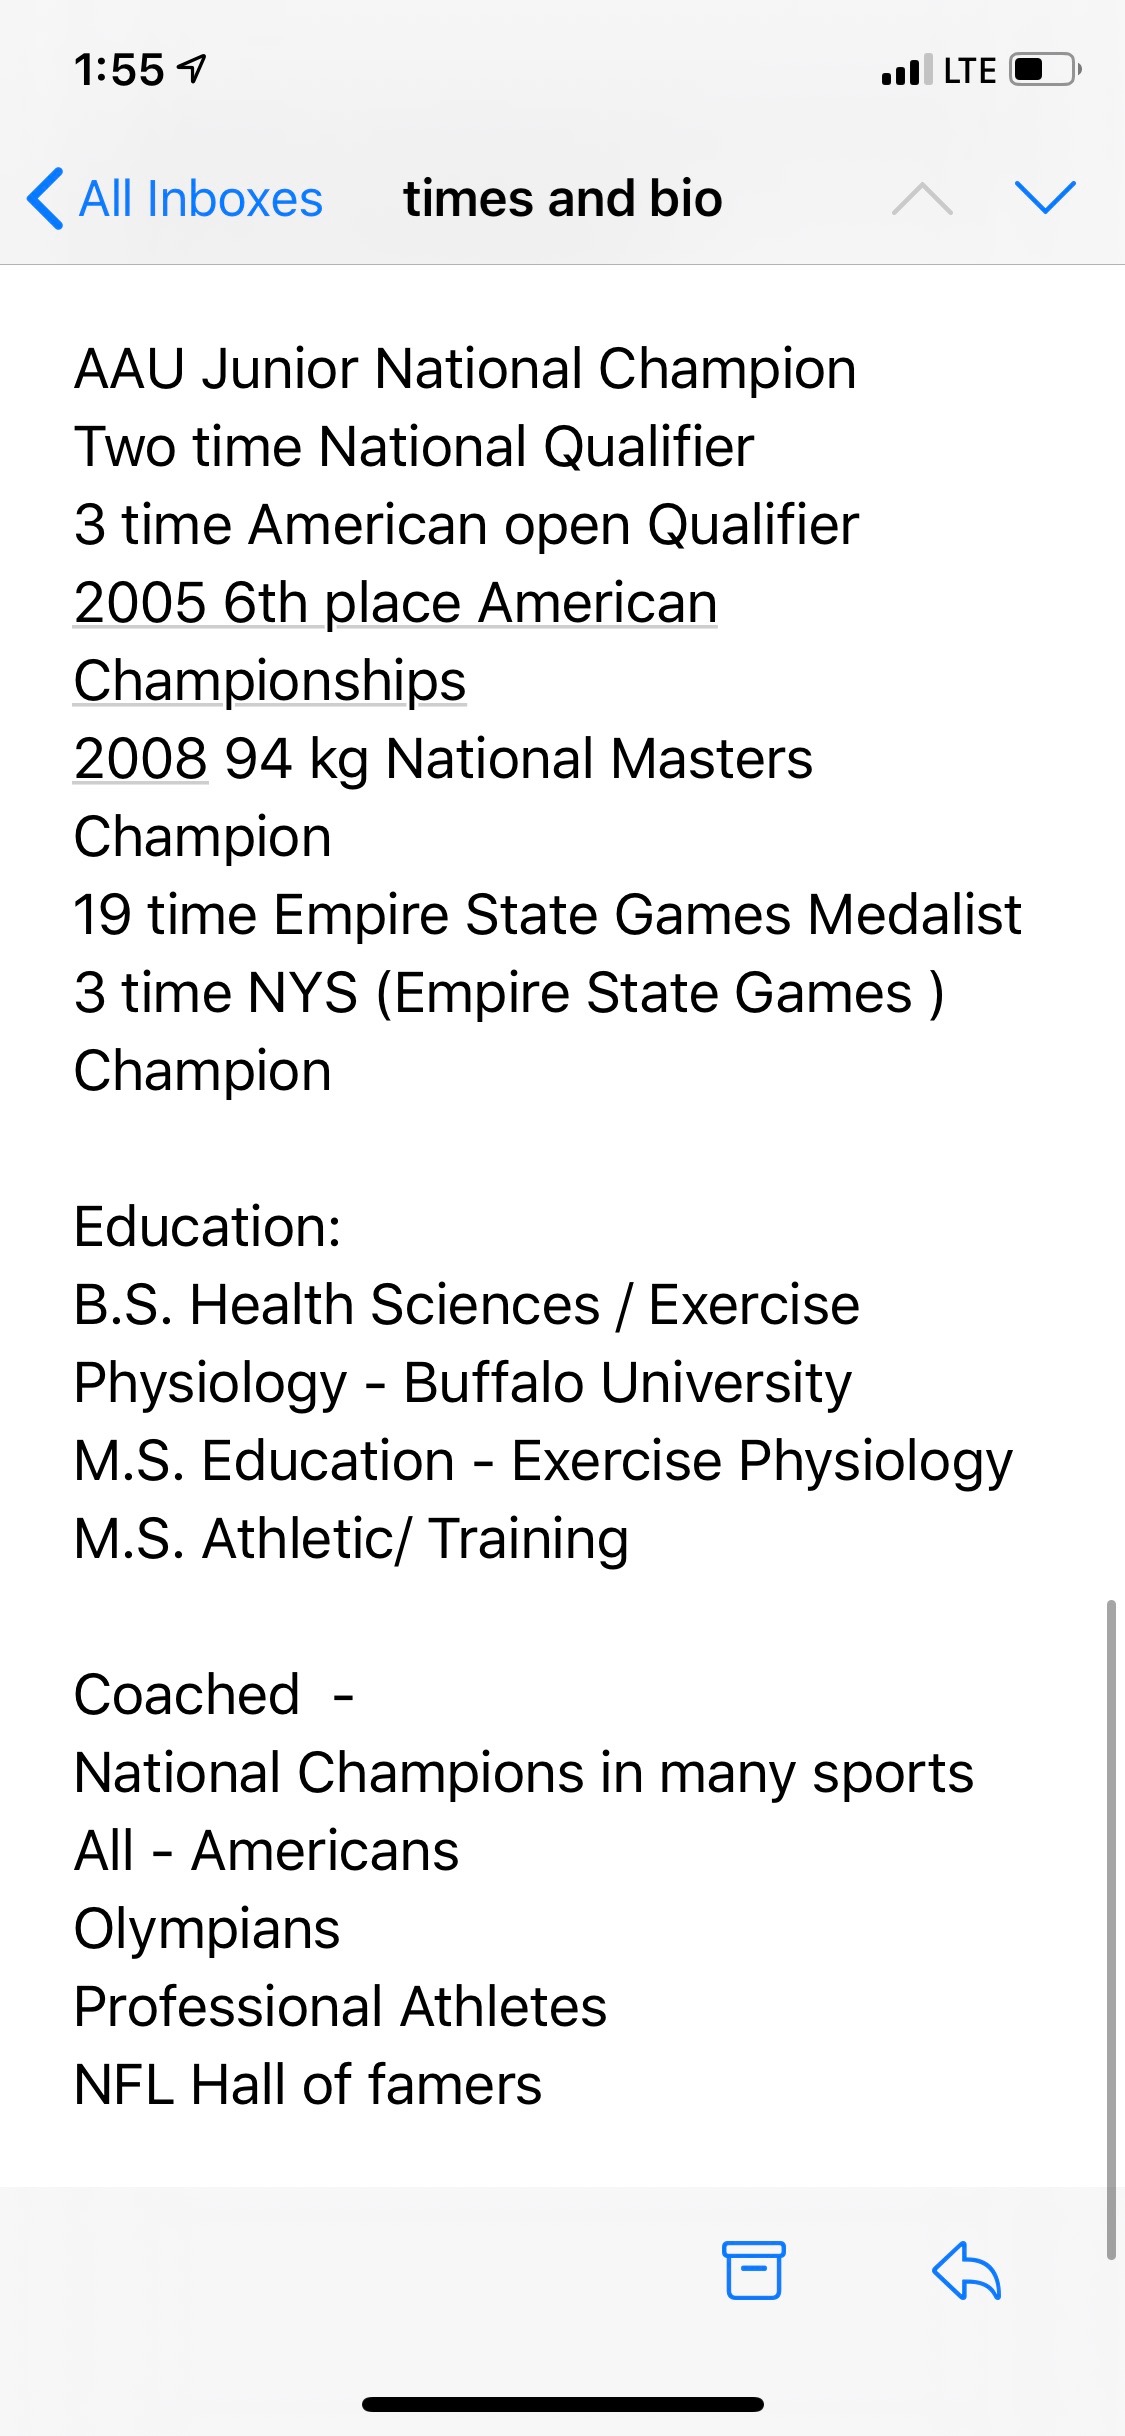 1:55
LTE
All Inboxes
times and bio
AAU Junior National Champion
Two time National Qualifier
3 time American open Qualifier
2005 6th place American
Championships
2008 94 kg National Masters
Champion
19 time Empire State Games Medalist
3 time NYS (Empire State Games )
Champion
Education:
B.S. Health Sciences / Exercise
Physiology - Buffalo University
M.S. Education - Exercise Physiology
M.S. Athletic/ Training
Coached  -
National Champions in many sports
All - Americans
Olympians
Professional Athletes
NFL Hall of famers